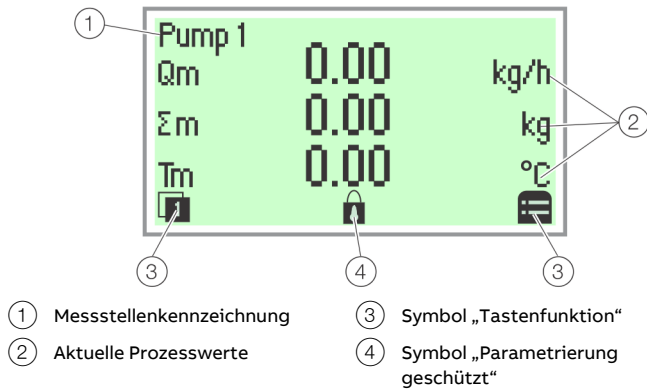 1
Pump 1
Qm 0.00 kg/h
Σm 0.00 kg
Tm 0.00 °C
2
1
3
4
3
1 Messstellenkennzeichnung
2 Aktuelle Prozesswerte
3 Symbol „Tastenfunktion“
4 Symbol „Parametrierung
geschützt“